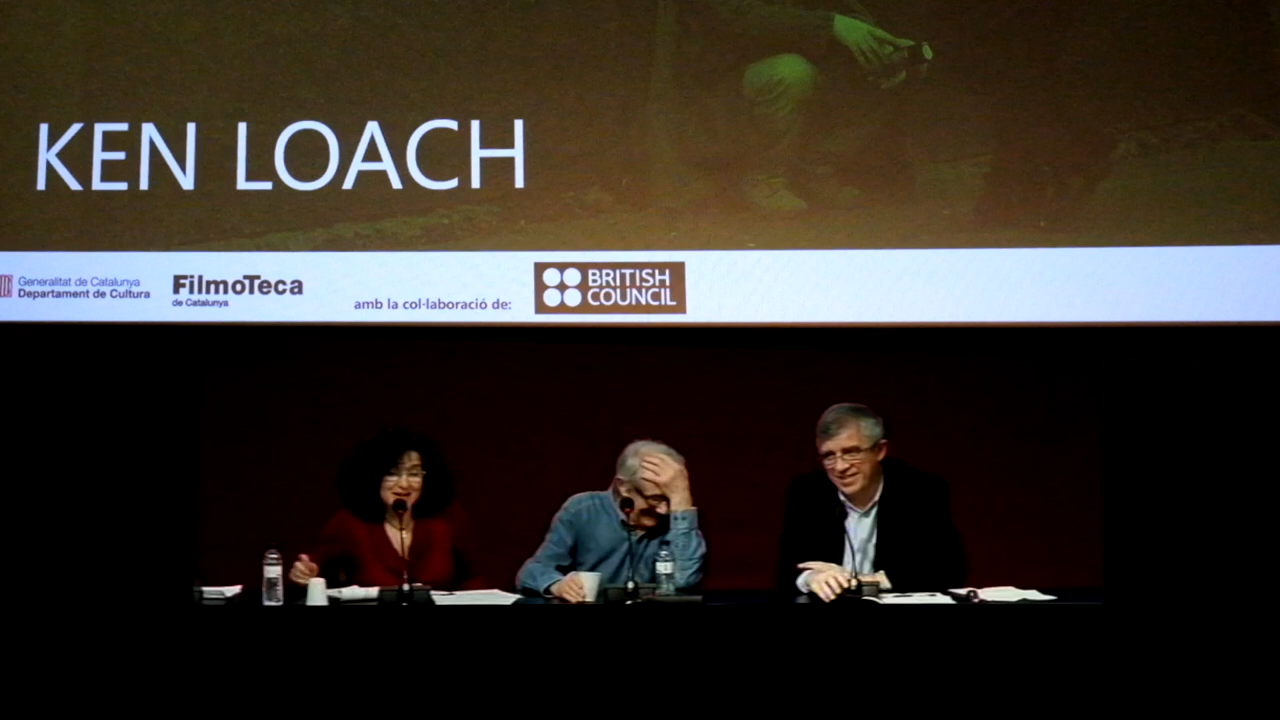 KEN LOACH
Generalitat de Catalunya
Departament de Cultura
FilmoTeca
de Catalunya
amb la col·laboració de:
BRITISH
COUNCIL